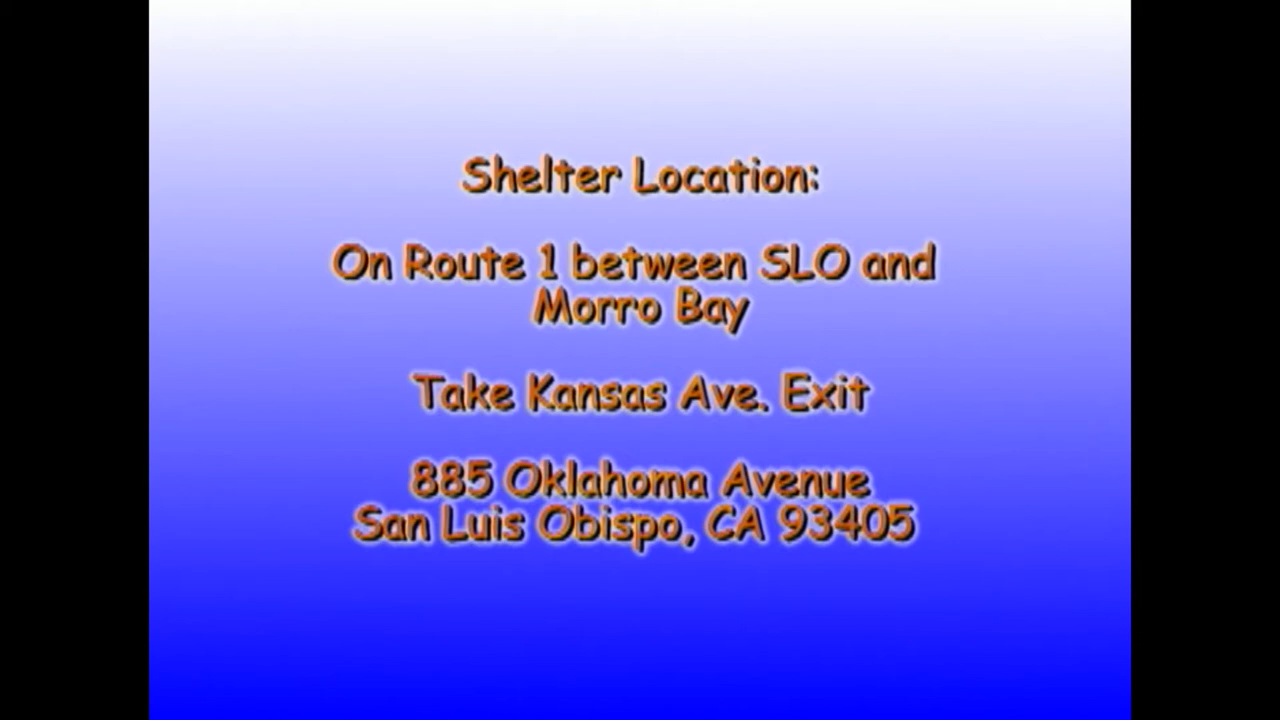 Shelter Location:
On Route 1 between SLO and
Morro Bay
Take Kansas Ave. Exit
885 Oklahoma Avenue
San Luis Obispo, CA 93405